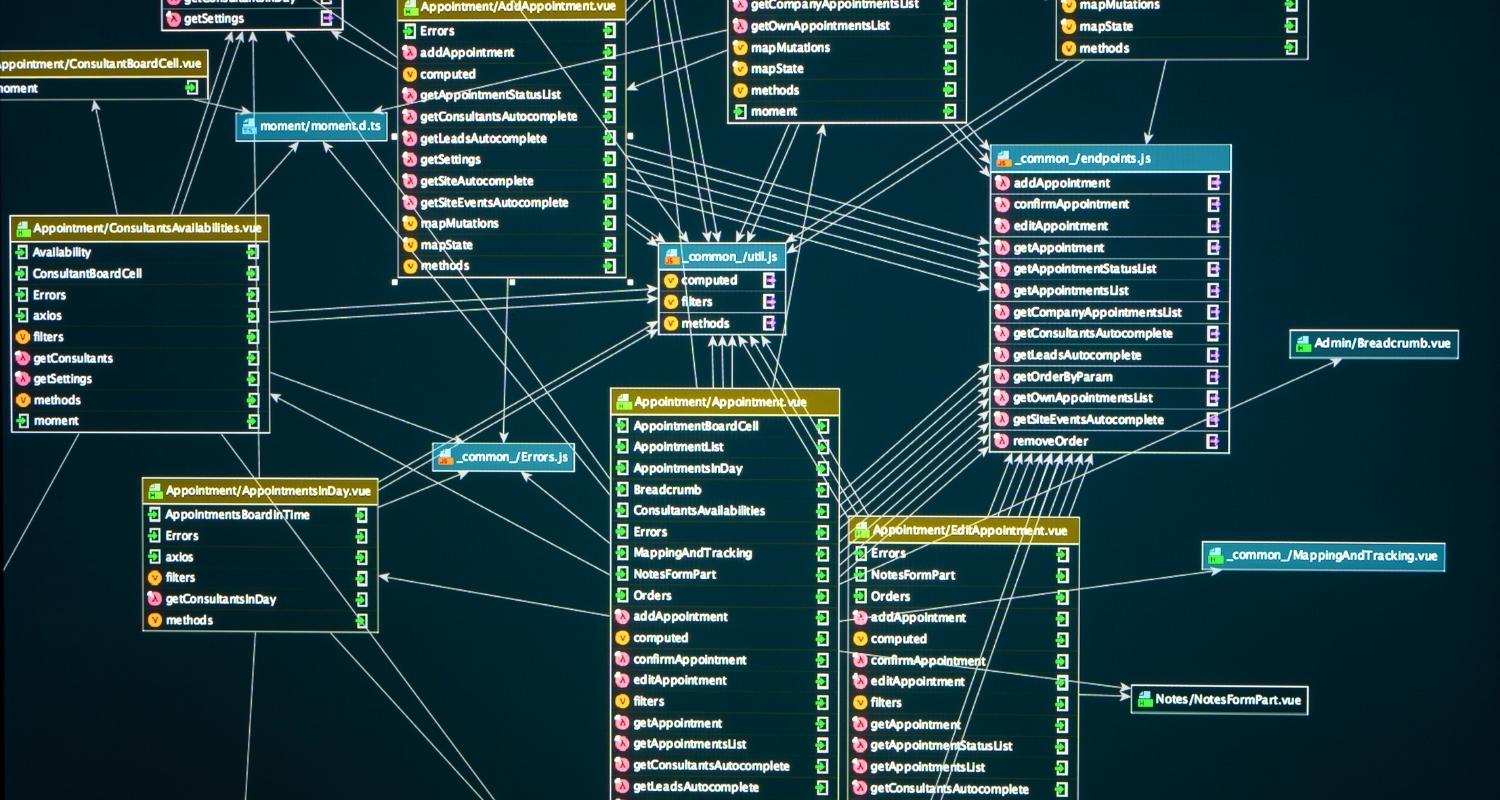 getSettings
Appointment/ConsultantBoardCell.vue
moment
moment/moment.d.ts
Appointment/AddAppointment.vue
Errors
addAppointment
computed
getAppointmentStatusList
getConsultantsAutocomplete
getLeadsAutocomplete
getSettings
getSiteAutocomplete
getSiteEventsAutocomplete
mapMutations
mapState
methods
getCompanyAppointmentsList
getOwnAppointmentsList
mapMutations
mapState
methods
moment
mapMutations
mapState
methods
_common_/endpoints.js
addAppointment
confirmAppointment
editAppointment
getAppointment
getAppointmentStatusList
getAppointmentsList
getCompanyAppointmentsList
getConsultantsAutocomplete
getLeadsAutocomplete
getOrderByParam
getOwnAppointmentsList
getSiteEventsAutocomplete
removeOrder
Appointment/ConsultantsAvailabilities.vue
Availability
ConsultantBoardCell
Errors
axios
filters
getConsultants
getSettings
methods
moment
_common_/util.js
computed
filters
methods
Admin/Breadcrumb.vue
_common_/Errors.js
Appointment/AppointmentsInDay.vue
AppointmentsBoardInTime
Errors
axios
filters
getConsultantsInDay
methods
Appointment/Appointment.vue
AppointmentBoardCell
AppointmentList
AppointmentsInDay
Breadcrumb
ConsultantsAvailabilities
Errors
MappingAndTracking
NotesFormPart
Orders
addAppointment
computed
confirmAppointment
editAppointment
filters
getAppointment
getAppointmentsList
getConsultantsAutocomplete
getLeadsAutocomplete
Appointment/EditAppointment.vue
Errors
NotesFormPart
Orders
addAppointment
computed
confirmAppointment
editAppointment
filters
getAppointment
getAppointmentStatusList
getAppointmentsList
getConsultantsAutocomplete
_common_/MappingAndTracking.vue
Notes/NotesFormPart.vue